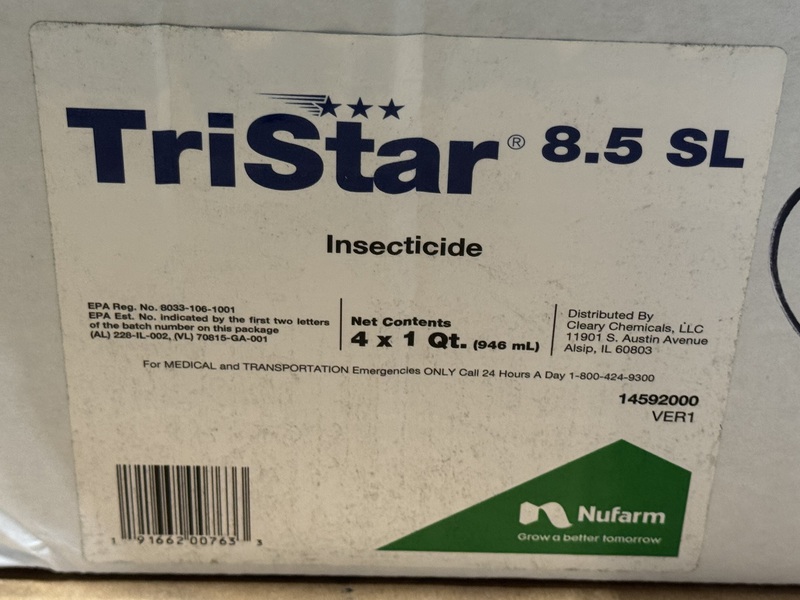 TriStar® 8.5 SL
Insecticide
EPA Reg. No. 8033-106-1001
EPA Est. No. indicated by the first two letters
of the batch number on this package
(AL) 228-IL-002, (VL) 70815-GA-001
Net Contents
4 x 1 Qt. (946 mL)
Distributed By
Cleary Chemicals, LLC
11901 S. Austin Avenue
Alsip, IL 60803
For MEDICAL and TRANSPORTATION Emergencies ONLY Call 24 Hours A Day 1-800-424-9300
14592000
VER1
1 91662 00763 3
Nufarm
Grow a better tomorrow